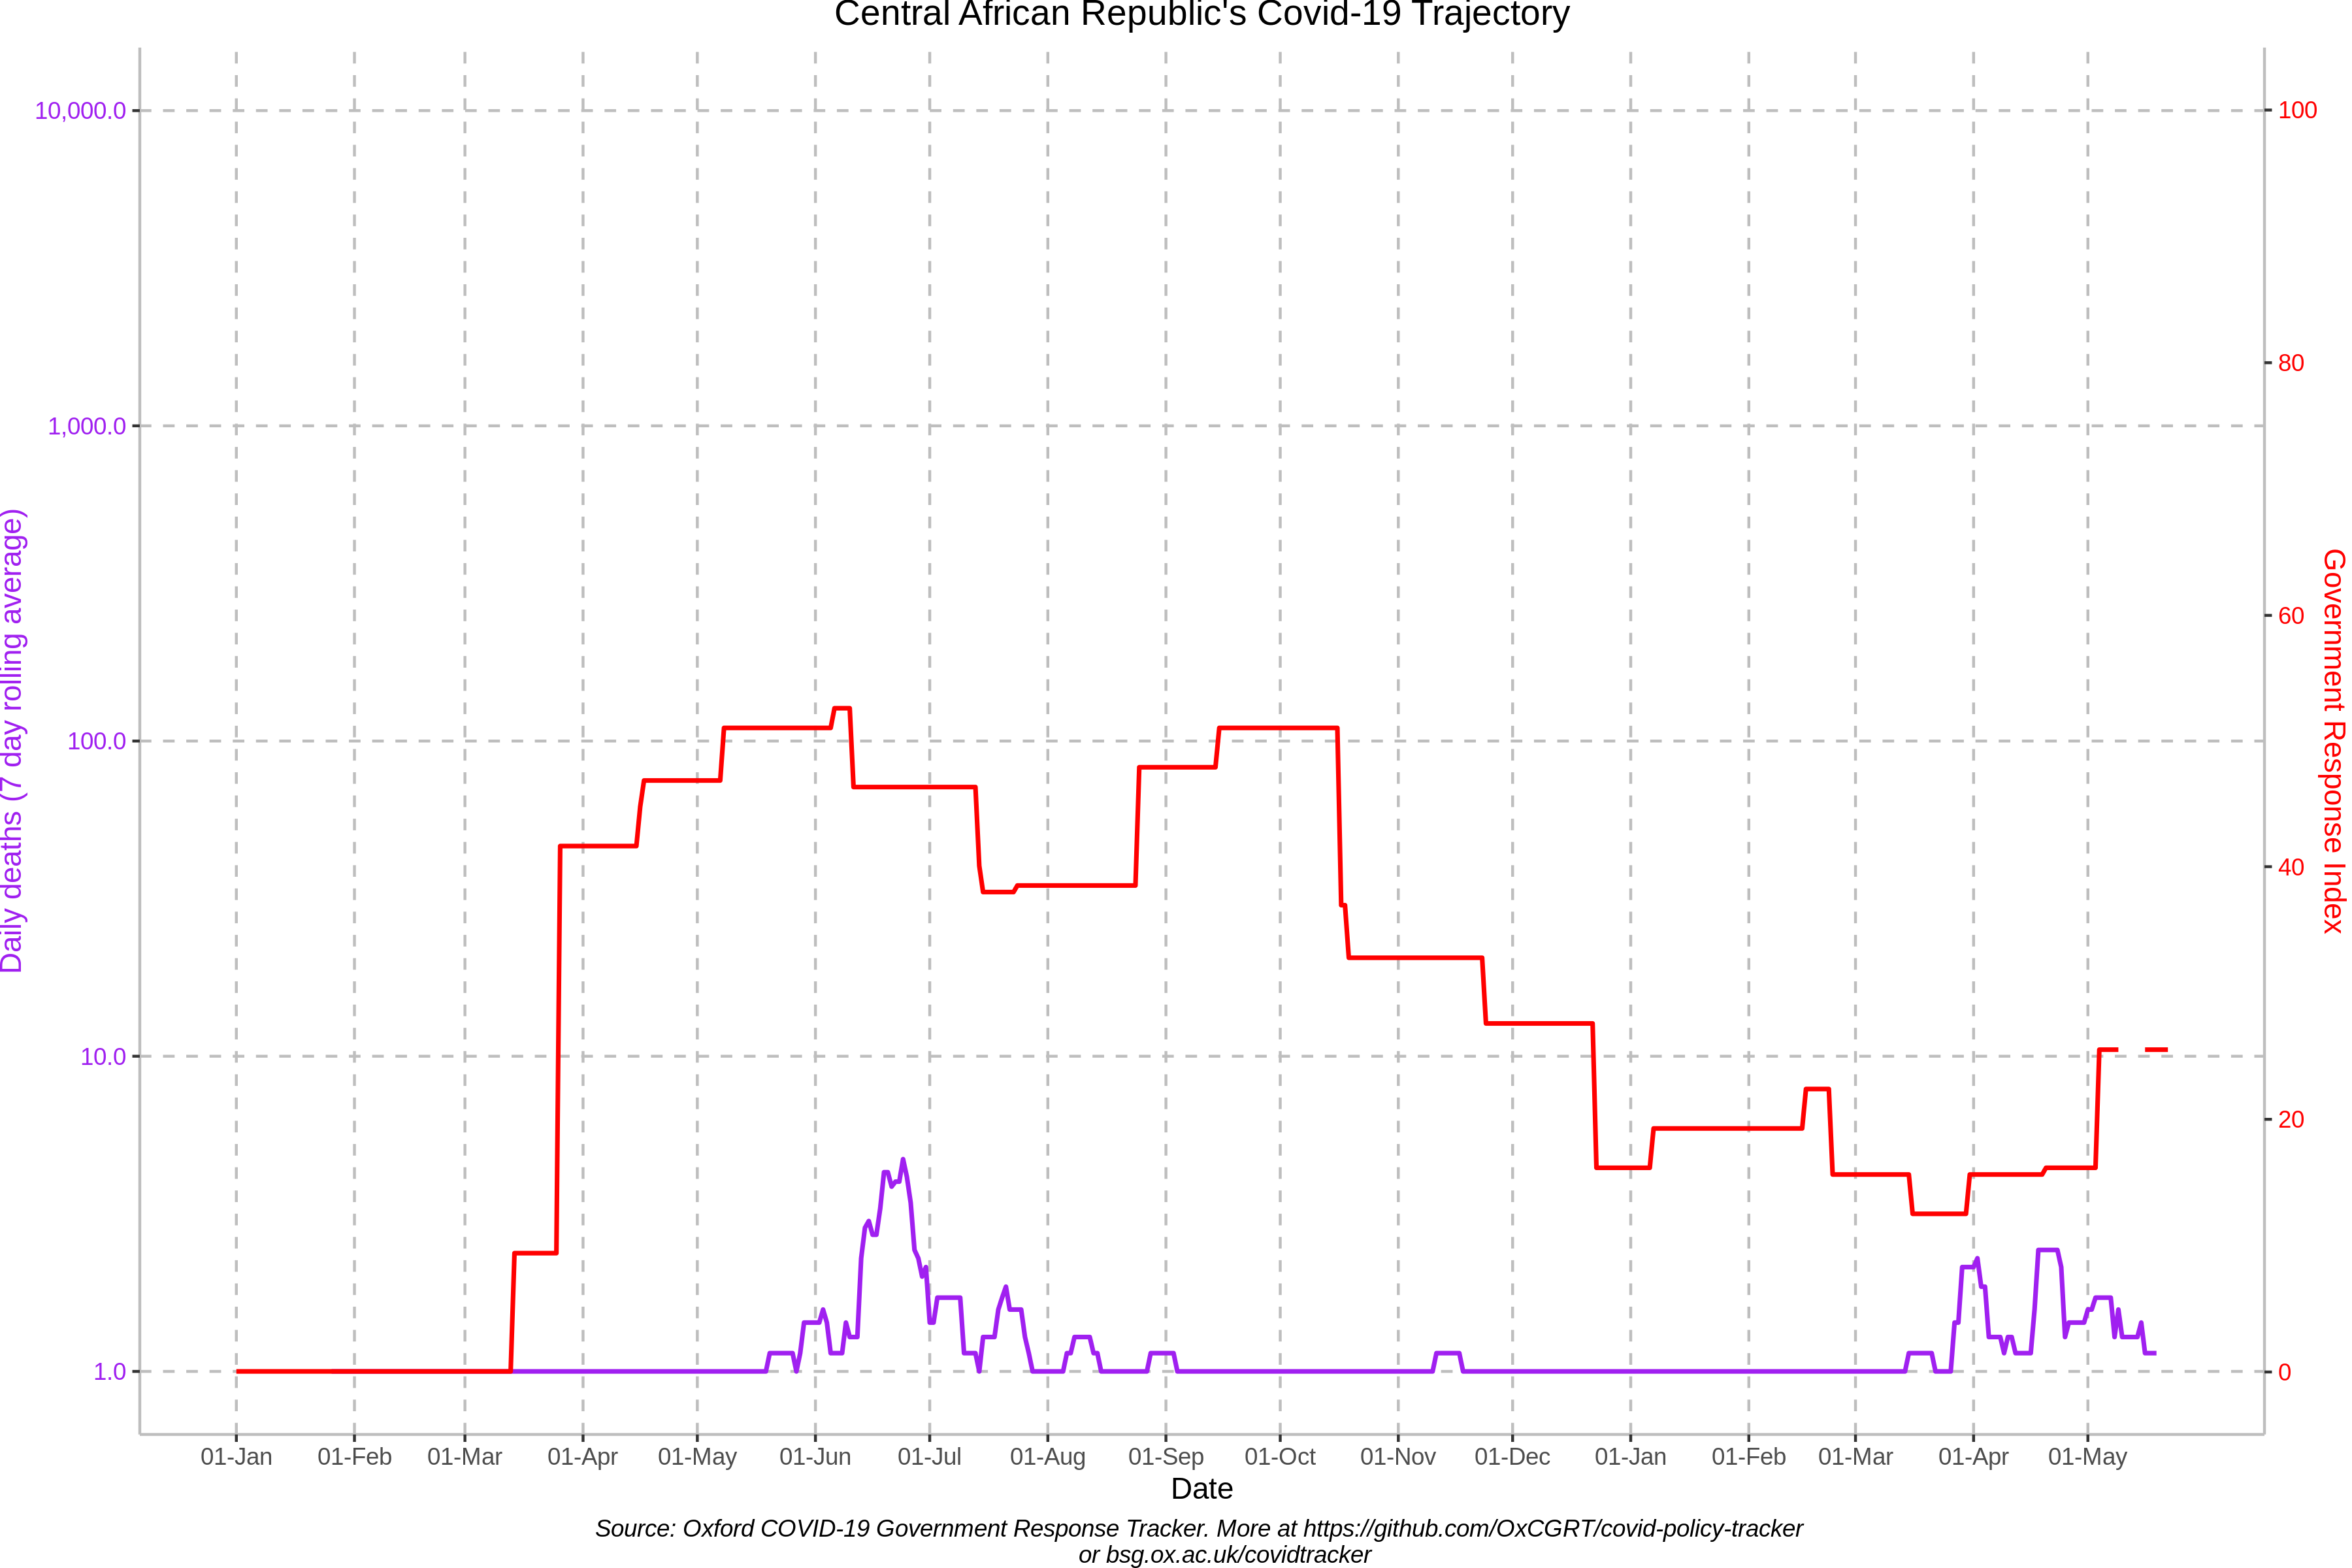 Central African Republic's Covid-19 Trajectory
10,000.0
1,000.0
100.0
10.0
1.0
Daily deaths (7 day rolling average)
100
80
60
40
20
0
Government Response Index
01-Jan 01-Feb 01-Mar 01-Apr 01-May 01-Jun 01-Jul 01-Aug 01-Sep 01-Oct 01-Nov 01-Dec 01-Jan 01-Feb 01-Mar 01-Apr 01-May
Date
Source: Oxford COVID-19 Government Response Tracker. More at https://github.com/OxCGRT/covid-policy-tracker
or bsg.ox.ac.uk/covidtracker